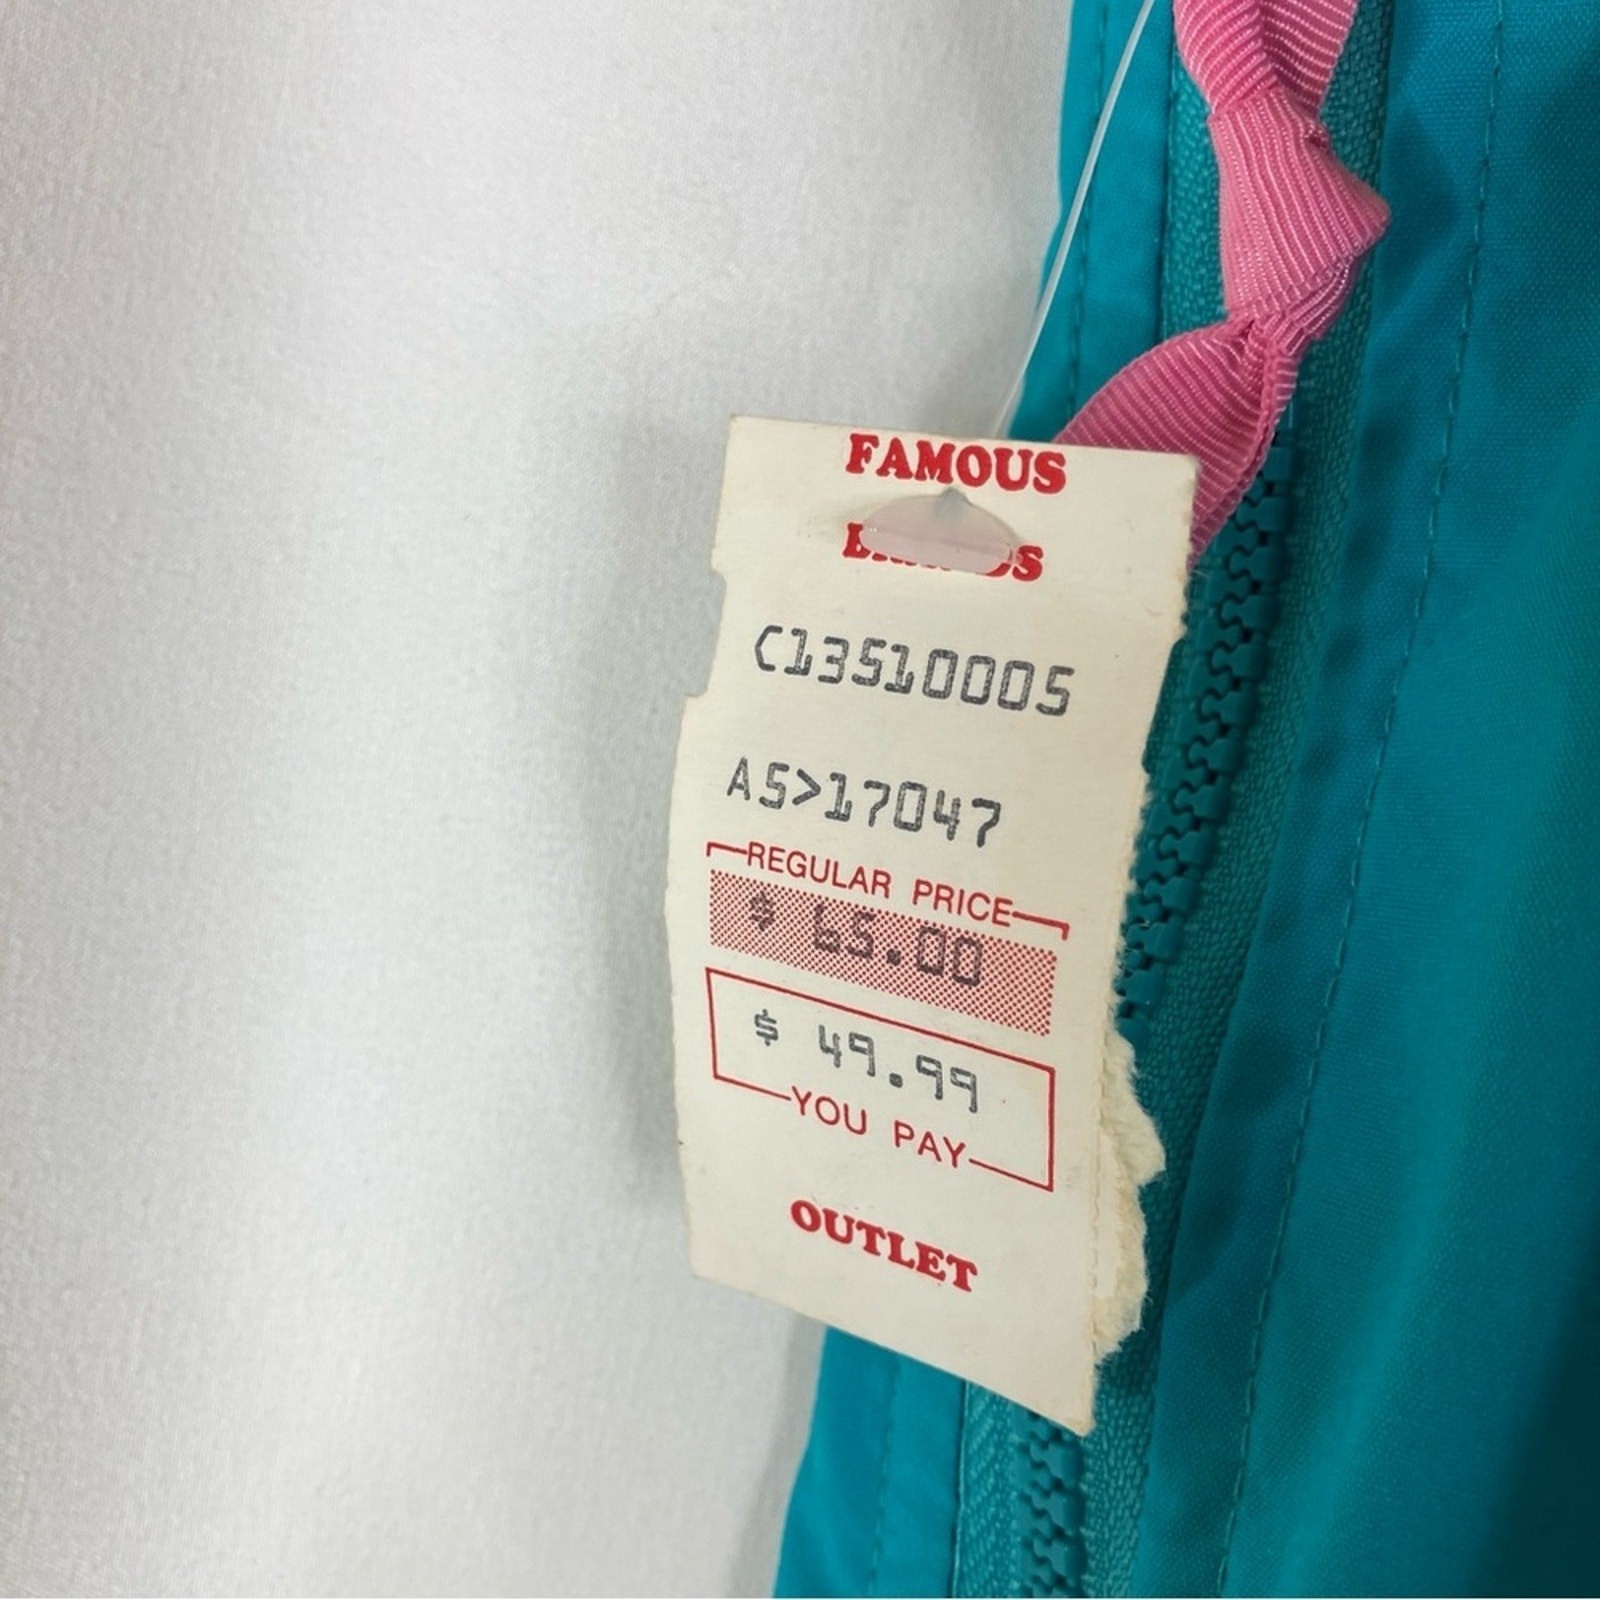 FAMOUS
C13510005
A5>17047
REGULAR PRICE
$ 65.00
$ 49.99
YOU PAY
OUTLET